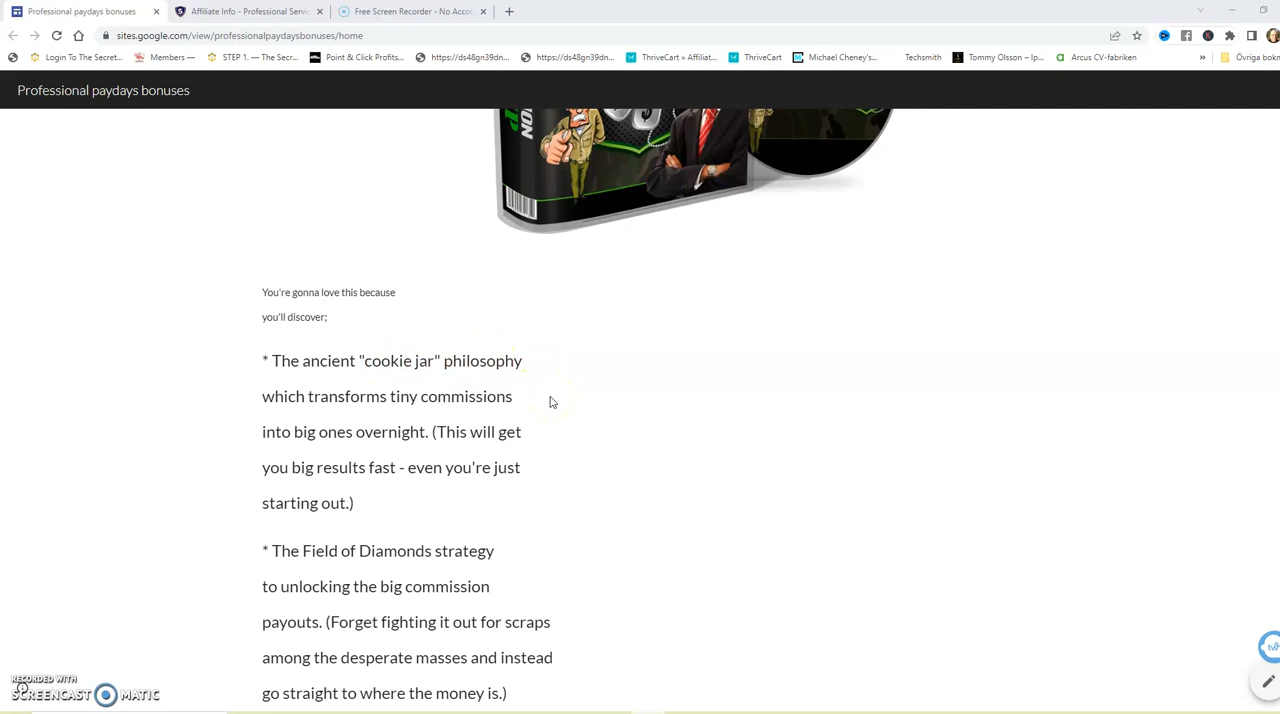 Professional paydays bonuses
Affiliate Info - Professional Servi
Free Screen Recorder - No Accou
sites.google.com/view/professionalpaydaysbonuses/home
Login To The Secret...
Members —
STEP 1. — The Secr...
Point & Click Profits...
https://ds48gn39dn...
https://ds48gn39dn...
ThriveCart » Affiliat...
ThriveCart
Michael Cheney's...
Techsmith
Tommy Olsson – Ip...
Arcus CV-fabriken
»
Övriga bokn
Professional paydays bonuses
You're gonna love this because
you'll discover;
* The ancient "cookie jar" philosophy
which transforms tiny commissions
into big ones overnight. (This will get
you big results fast - even you're just
starting out.)
* The Field of Diamonds strategy
to unlocking the big commission
payouts. (Forget fighting it out for scraps
among the desperate masses and instead
go straight to where the money is.)
RECORDED WITH
SCREENCAST MATIC